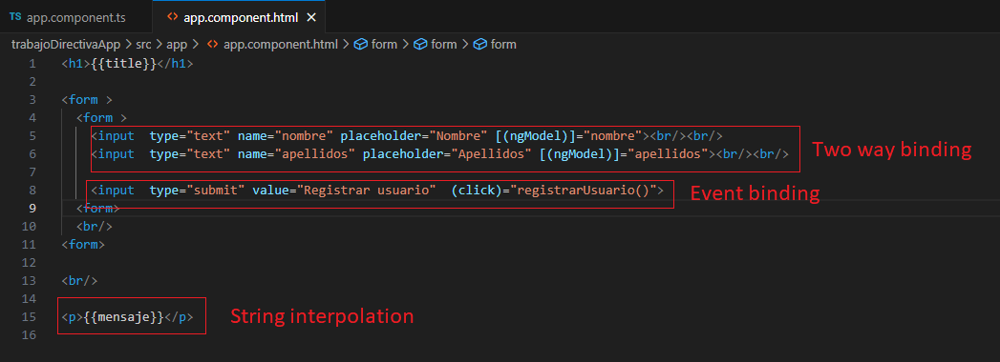 TS app.component.ts
<> app.component.html ×
trabajoDirectivaApp > src > app > <> app.component.html > form > form > form
1 <h1>{{title}}</h1>
2
3 <form >
4 <form >
5 <input  type="text" name="nombre" placeholder="Nombre" [(ngModel)]="nombre"><br/><br/>
6 <input  type="text" name="apellidos" placeholder="Apellidos" [(ngModel)]="apellidos"><br/><br/>
Two way binding
7
8 <input  type="submit" value="Registrar usuario"  (click)="registrarUsuario()">
Event binding
9 <form>
10 <br/>
11 <form>
12
13 <br/>
14
15 <p>{{mensaje}}</p>
String interpolation
16